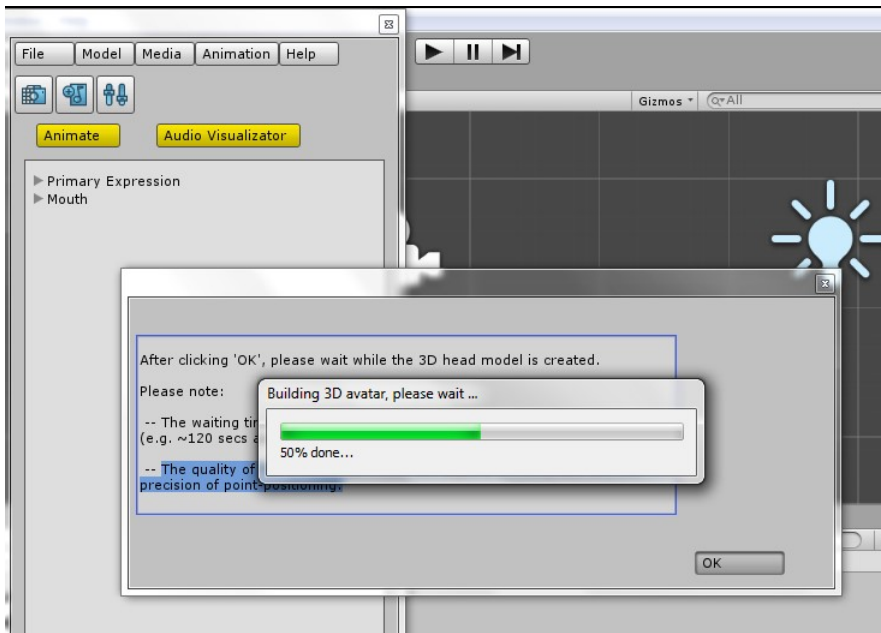 File Model Media Animation Help
Gizmos All
Animate Audio Visualizator
Primary Expression
Mouth
After clicking 'OK', please wait while the 3D head model is created.
Please note:
Building 3D avatar, please wait ...
-- The waiting
(e.g. ~120 secs
50% done...
-- The quality of
precision of point-positioning.
OK